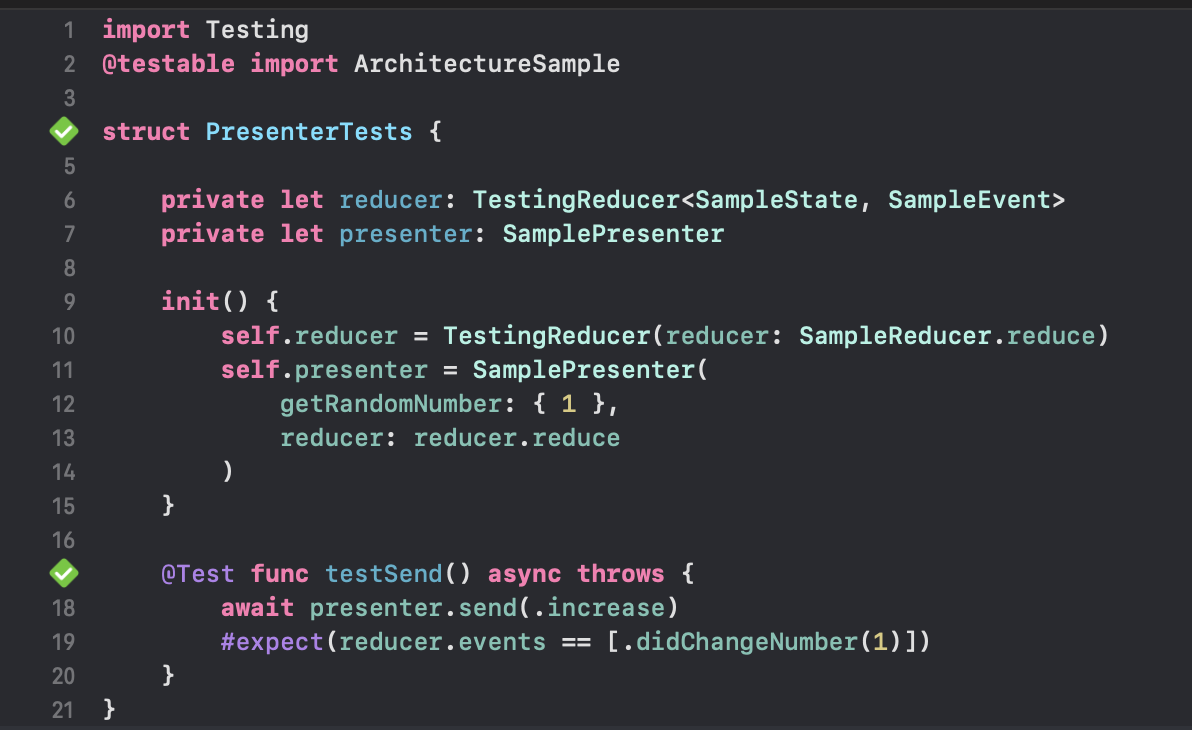 1 import Testing
2 @testable import ArchitectureSample
3
struct PresenterTests {
5
6     private let reducer: TestingReducer<SampleState, SampleEvent>
7     private let presenter: SamplePresenter
8
9     init() {
10         self.reducer = TestingReducer(reducer: SampleReducer.reduce)
11         self.presenter = SamplePresenter(
12             getRandomNumber: { 1 },
13             reducer: reducer.reduce
14         )
15     }
16
    @Test func testSend() async throws {
18         await presenter.send(.increase)
19         #expect(reducer.events == [.didChangeNumber(1)])
20     }
21 }